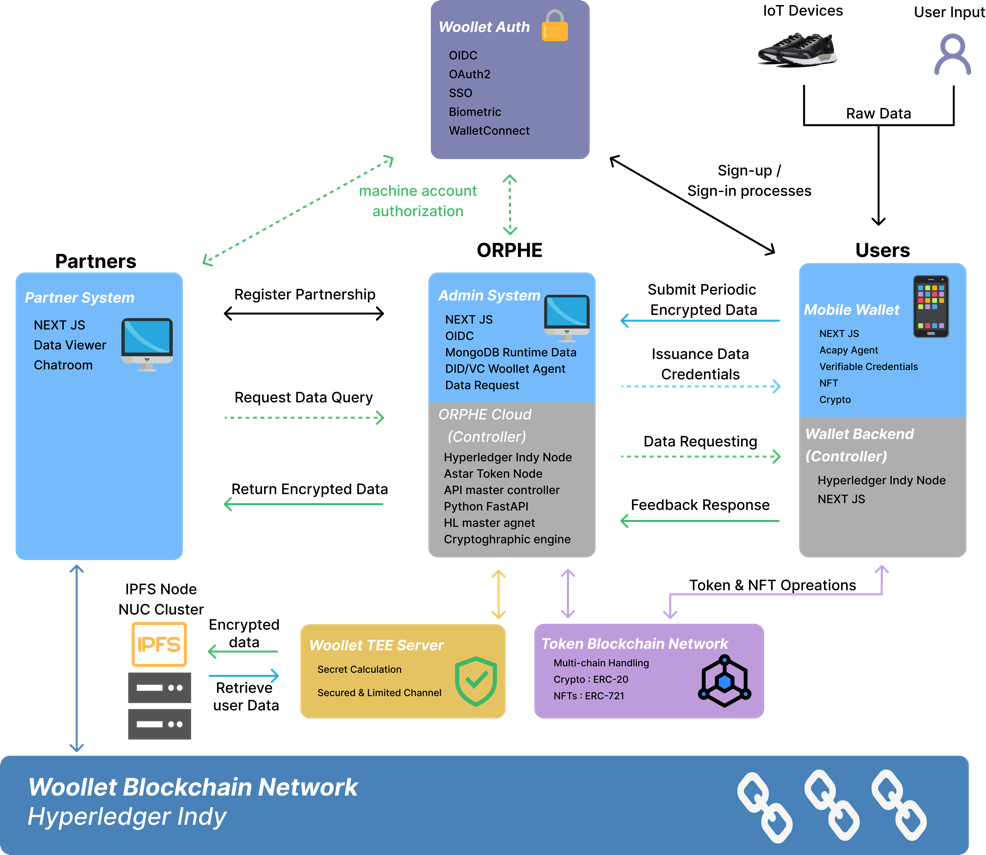 Woollet Auth
OIDC
OAuth2
SSO
Biometric
WalletConnect
IoT Devices
User Input
Raw Data
machine account
authorization
Sign-up /
Sign-in processes
Partners
Partner System
NEXT JS
Data Viewer
Chatroom
Register Partnership
Request Data Query
Return Encrypted Data
ORPHE
Admin System
NEXT JS
OIDC
MongoDB Runtime Data
DID/VC Woollet Agent
Data Request
ORPHE Cloud
(Controller)
Hyperledger Indy Node
Astar Token Node
API master controller
Python FastAPI
HL master agnet
Cryptoghraphic engine
Submit Periodic
Encrypted Data
Issuance Data
Credentials
Data Requesting
Feedback Response
Users
Mobile Wallet
NEXT JS
Acapy Agent
Verifiable Credentials
NFT
Crypto
Wallet Backend
(Controller)
Hyperledger Indy Node
NEXT JS
Token & NFT Opreations
IPFS Node
NUC Cluster
IPFS
Encrypted
data
Retrieve
user Data
Woollet TEE Server
Secret Calculation
Secured & Limited Channel
Token Blockchain Network
Multi-chain Handling
Crypto : ERC-20
NFTs : ERC-721
Woollet Blockchain Network
Hyperledger Indy